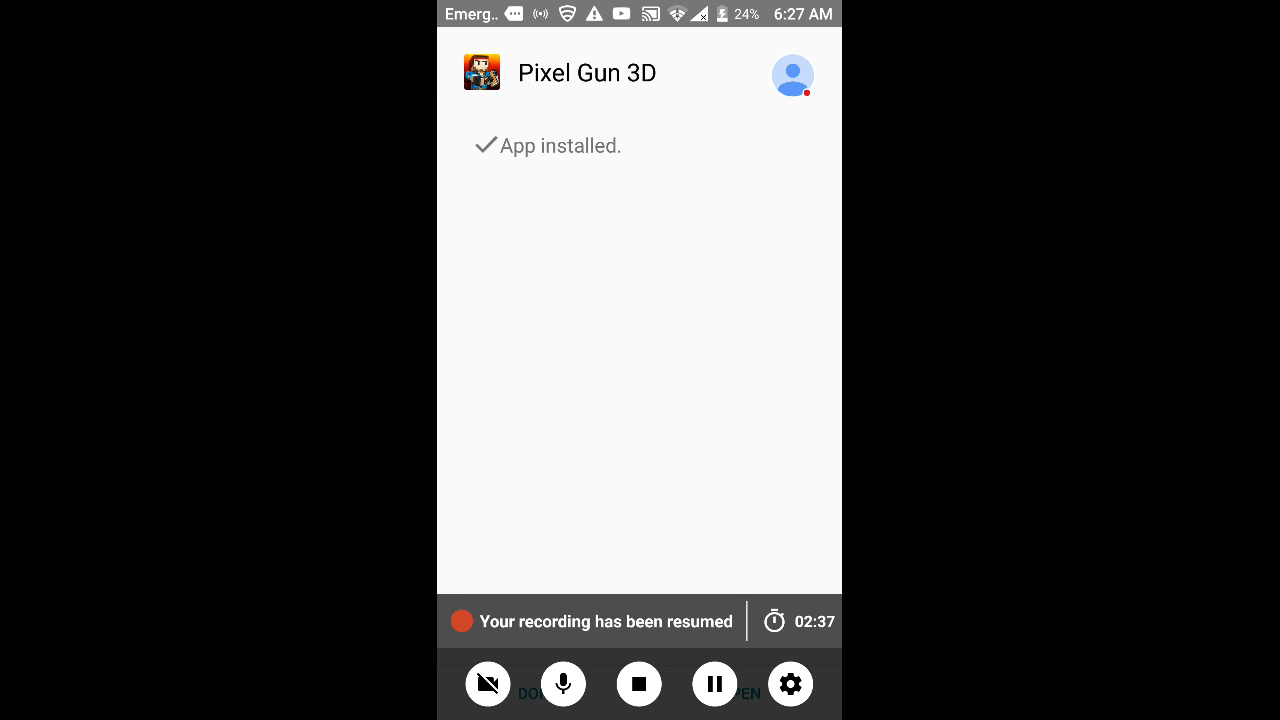 Emerg.. 24% 6:27 AM
Pixel Gun 3D
App installed.
Your recording has been resumed 02:37